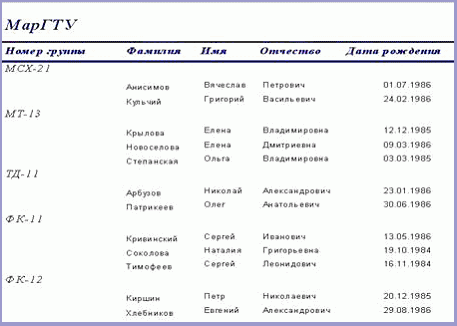 МарГТУ
Номер группы Фамилия Имя Отчество Дата рождения
МСХ-21
Анисимов Вячеслав Петрович 01.07.1986
Кульчий Григорий Васильевич 24.02.1986
МТ-13
Крылова Елена Владимировна 12.12.1985
Новоселова Елена Дмитриевна 09.03.1986
Степанская Ольга Владимировна 03.03.1985
ТД-11
Арбузов Николай Александрович 23.01.1986
Патрикеев Олег Анатольевич 30.06.1986
ФК-11
Кривинский Сергей Иванович 13.05.1986
Соколова Наталия Григорьевна 19.10.1984
Тимофеев Сергей Леонидович 16.11.1984
ФК-12
Киршин Петр Николаевич 20.12.1985
Хлебников Евгений Александрович 29.08.1986